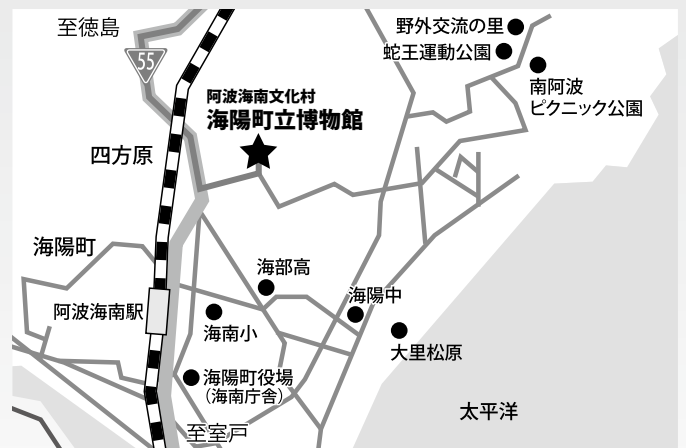 至徳島
55
野外交流の里
蛇王運動公園
南阿波
ピクニック公園
阿波海南文化村
海陽町立博物館
四方原
海陽町
海部高
阿波海南駅
海南小
海陽中
大里松原
海陽町役場
(海南庁舎)
太平洋
至室戸